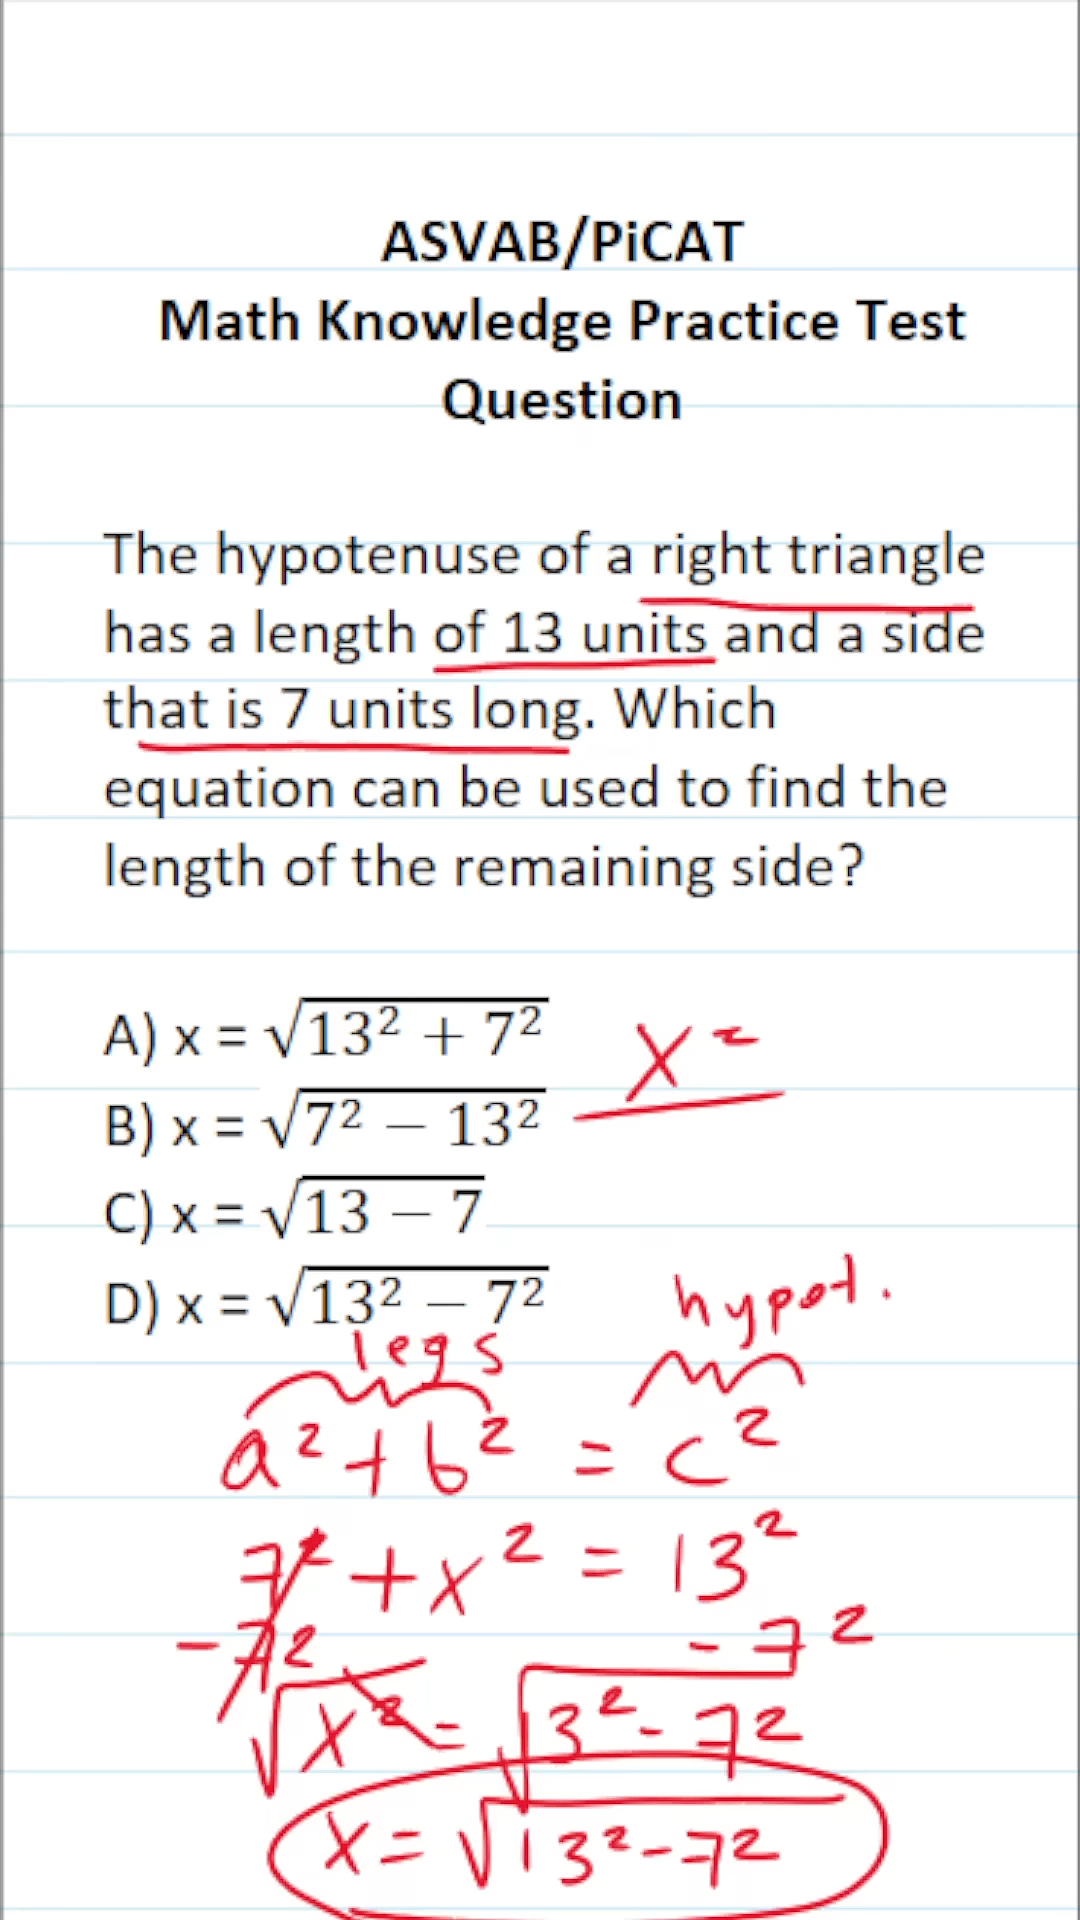 ASVAB/PiCAT
Math Knowledge Practice Test
Question
The hypotenuse of a right triangle
has a length of 13 units and a side
that is 7 units long. Which
equation can be used to find the
length of the remaining side?
A) x = √13² + 7²
x²
B) x = √7² – 13²
C) x = √13 – 7
D) x = √13² – 7²
hypot.
legs
a² + b² = c²
7² + x² = 13²
-7² -7²
√x² = √13² - 7²
x = √13² - 7²